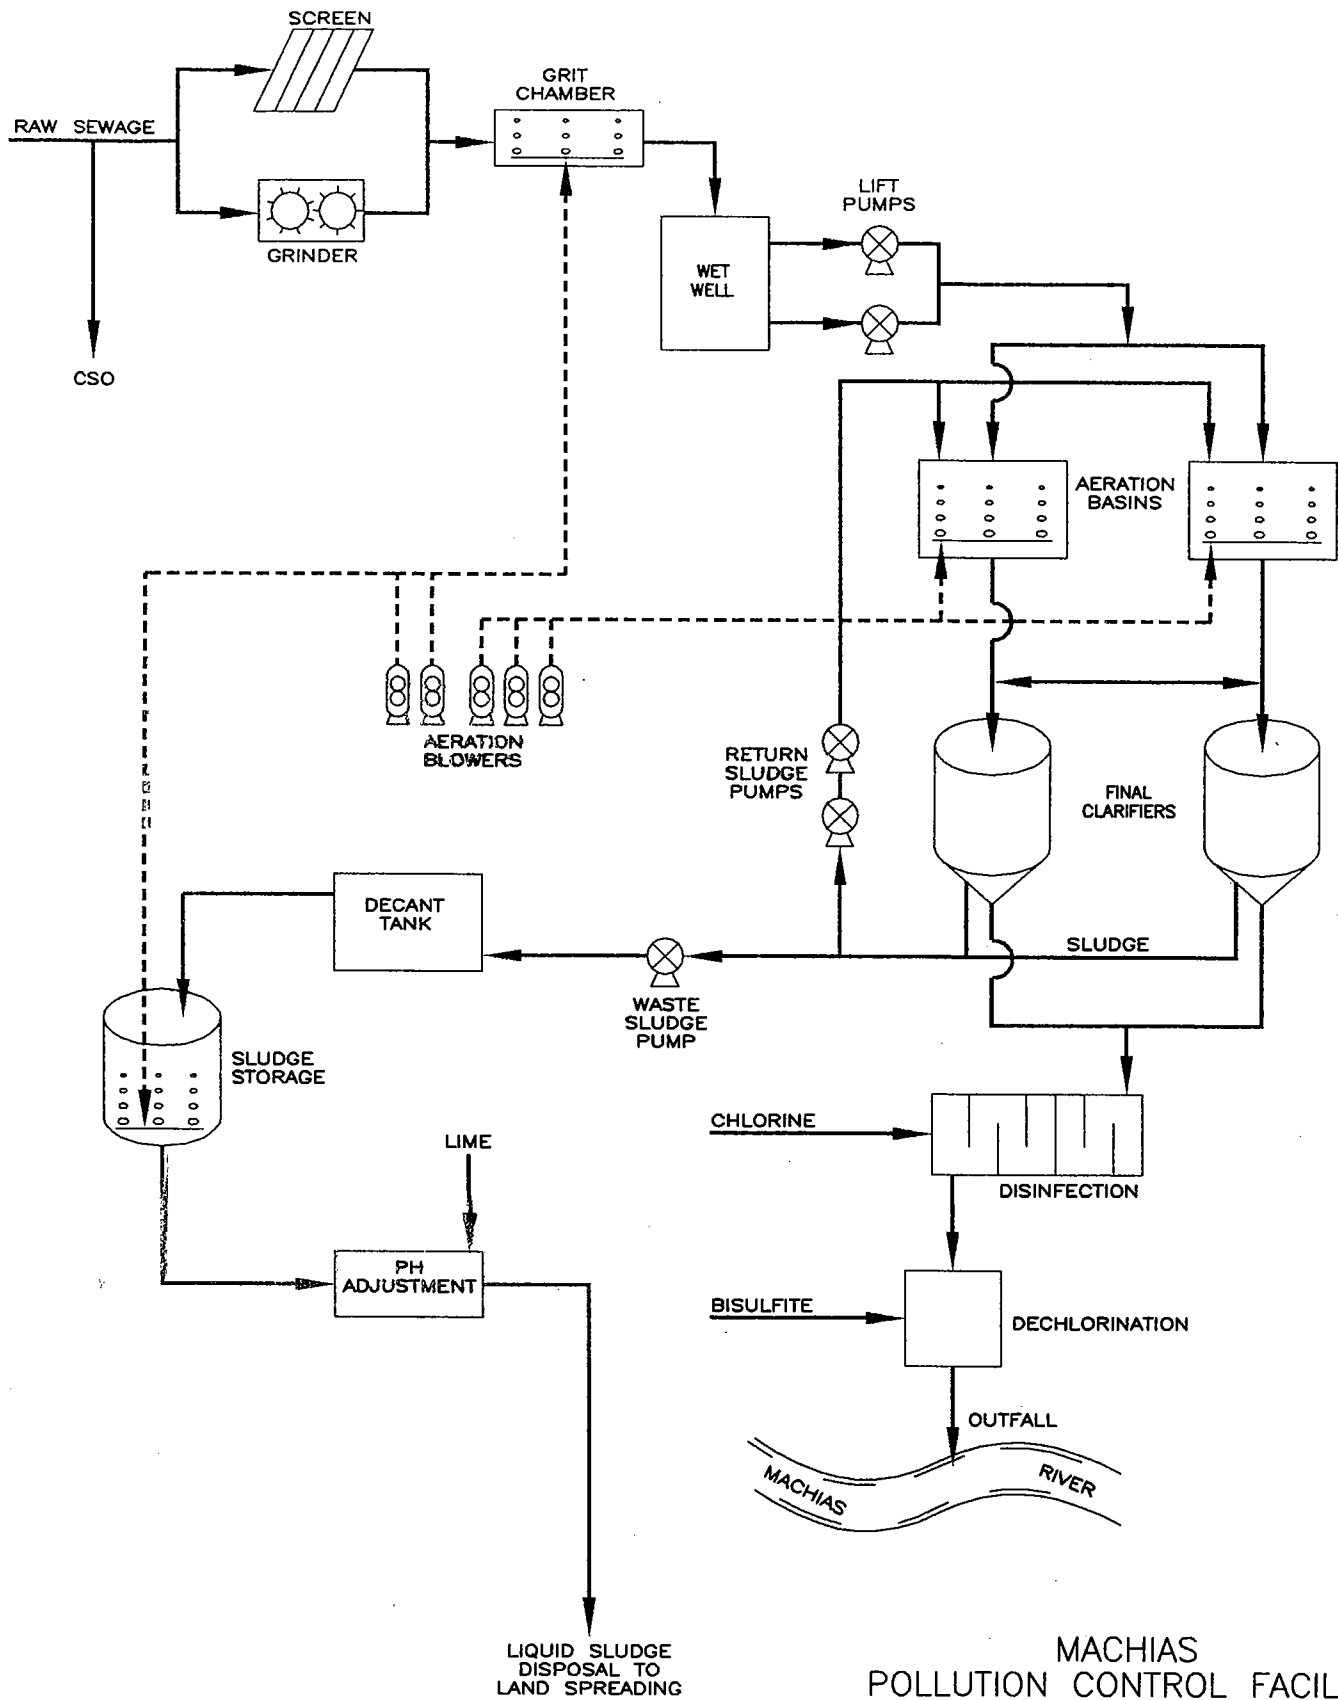 SCREEN
RAW SEWAGE
GRINDER
CSO
GRIT
CHAMBER
LIFT
PUMPS
WET
WELL
AERATION
BASINS
AERATION
BLOWERS
RETURN
SLUDGE
PUMPS
FINAL
CLARIFIERS
DECANT
TANK
SLUDGE
WASTE
SLUDGE
PUMP
SLUDGE
STORAGE
LIME
CHLORINE
DISINFECTION
PH
ADJUSTMENT
BISULFITE
DECHLORINATION
OUTFALL
MACHIAS
RIVER
LIQUID SLUDGE
DISPOSAL TO
LAND SPREADING
MACHIAS
POLLUTION CONTROL FACIL